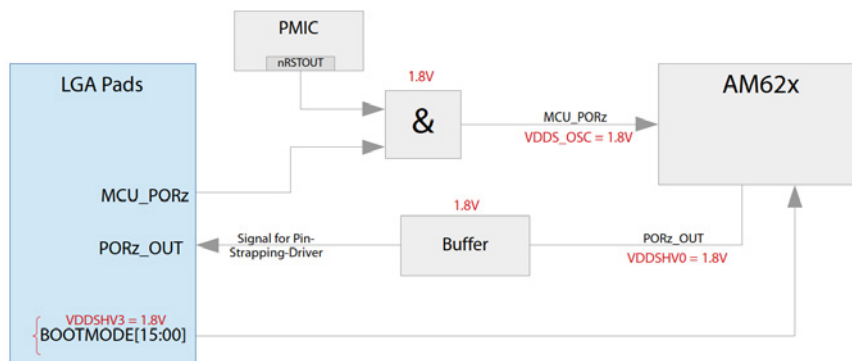 PMIC
nRSTOUT
LGA Pads
1.8V
&
AM62x
MCU_PORz
VDDS_OSC = 1.8V
MCU_PORz
1.8V
PORz_OUT
Signal for Pin-
Strapping-Driver
Buffer
PORz_OUT
VDDSHV0 = 1.8V
VDDSHV3 = 1.8V
BOOTMODE[15:00]